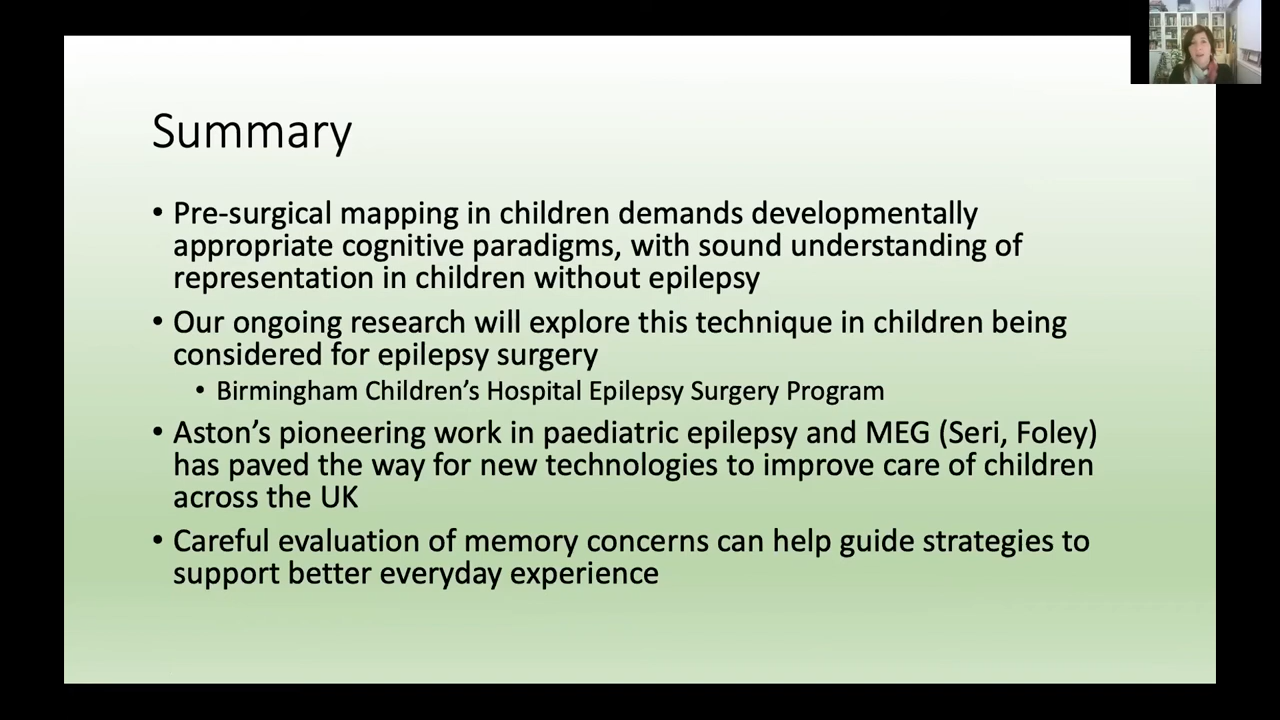 Summary
• Pre-surgical mapping in children demands developmentally
appropriate cognitive paradigms, with sound understanding of
representation in children without epilepsy
• Our ongoing research will explore this technique in children being
considered for epilepsy surgery
• Birmingham Children’s Hospital Epilepsy Surgery Program
• Aston’s pioneering work in paediatric epilepsy and MEG (Seri, Foley)
has paved the way for new technologies to improve care of children
across the UK
• Careful evaluation of memory concerns can help guide strategies to
support better everyday experience